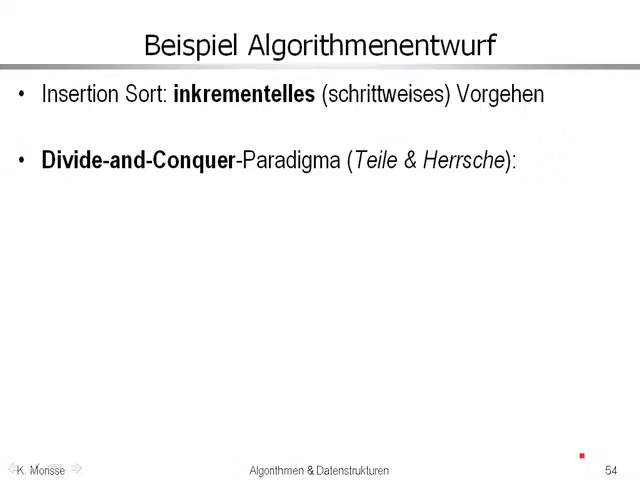 Beispiel Algorithmenentwurf
• Insertion Sort: inkrementelles (schrittweises) Vorgehen
• Divide-and-Conquer-Paradigma (Teile & Herrsche):
K. Morisse
Algorithmen & Datenstrukturen
54